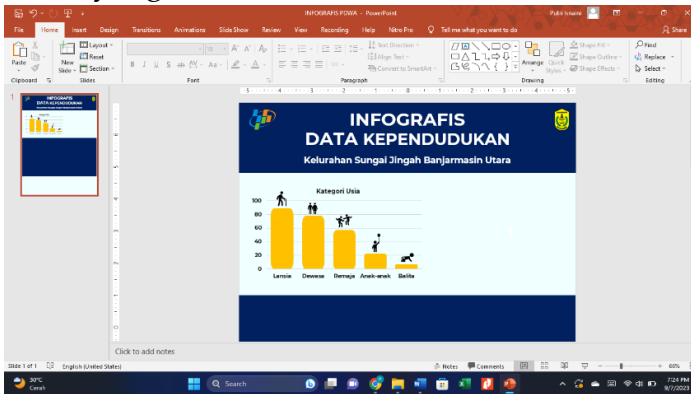 INFOGRAFIS PDWA - PowerPoint
File Home Insert Design Transitions Animations Slide Show Review View Recording Help Nitro Pro Tell me what you want to do Share
Paste
New Slide
Layout
Reset
Section
Text Direction
Align Text
Convert to SmartArt
Arrange
Quick Styles
Shape Fill
Shape Outline
Shape Effects
Find
Replace
Select
Clipboard Slides Font Paragraph Drawing Editing
1
INFOGRAFIS
DATA KEPENDUDUKAN
Kelurahan Sungai Jingah Banjarmasin Utara
Kategori Usia
100
80
60
40
20
0
Lansia Dewasa Remaja Anak-anak Balita
Click to add notes
Slide 1 of 1 English (United States) Notes Comments 66%
30°C
Cerah
Search
7:24 PM
9/7/2023